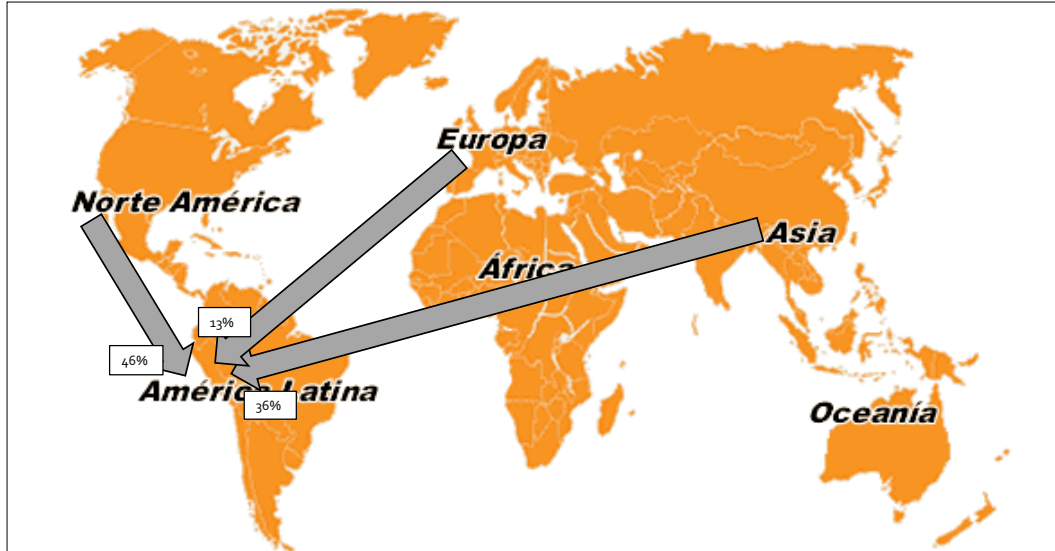 Europa
Norte América
Asia
África
13%
46%
América Latina
36%
Oceanía